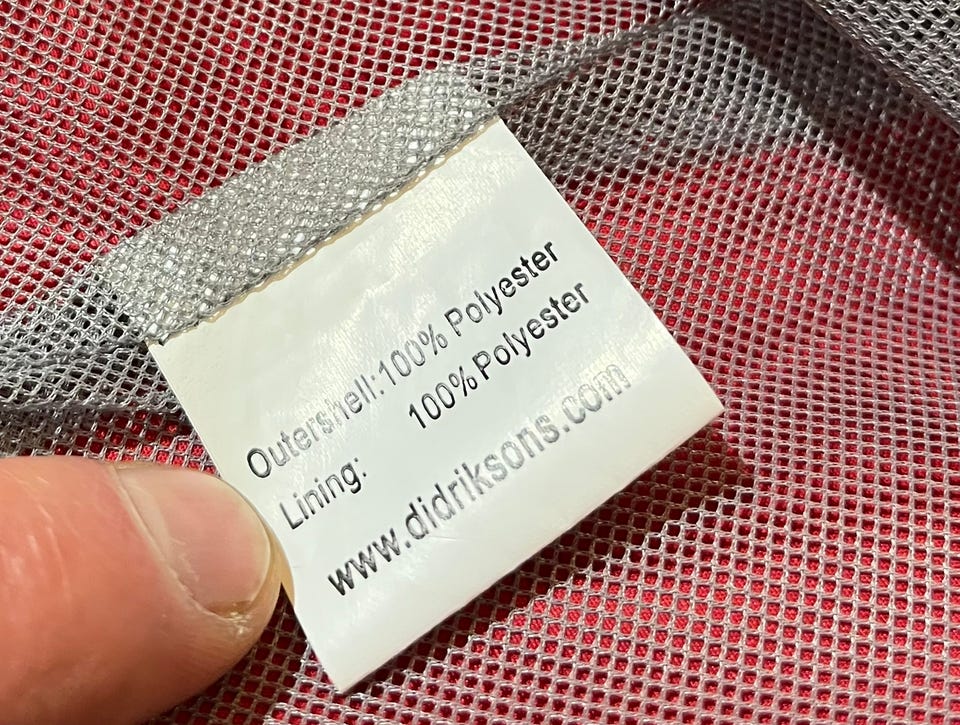 Outershell:100% Polyester
Lining: 100% Polyester
www.didriksons.com